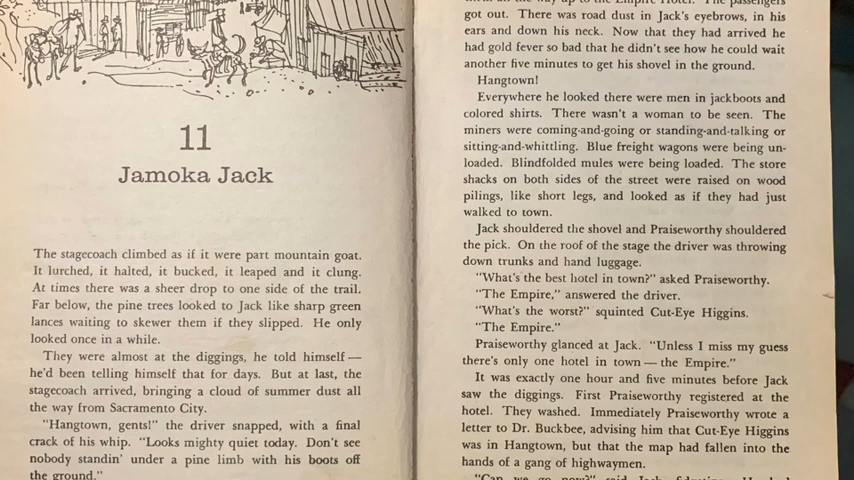 11
Jamoka Jack
The stagecoach climbed as if it were part mountain goat.
It lurched, it halted, it bucked, it leaped and it clung.
At times there was a sheer drop to one side of the trail.
Far below, the pine trees looked to Jack like sharp green
lances waiting to skewer them if they slipped. He only
looked once in a while.
They were almost at the diggings, he told himself —
he'd been telling himself that for days. But at last, the
stagecoach arrived, bringing a cloud of summer dust all
the way from Sacramento City.
"Hangtown, gents!" the driver snapped, with a final
crack of his whip. "Looks mighty quiet today. Don't see
nobody standin' under a pine limb with his boots off
the ground."
them all the way up to the Empire Hotel. The passengers
got out. There was road dust in Jack's eyebrows, in his
ears and down his neck. Now that they had arrived he
had gold fever so bad that he didn't see how he could wait
another five minutes to get his shovel in the ground.
Hangtown!
Everywhere he looked there were men in jackboots and
colored shirts. There wasn't a woman to be seen. The
miners were coming-and-going or standing-and-talking or
sitting-and-whittling. Blue freight wagons were being un-
loaded. Blindfolded mules were being loaded. The store
shacks on both sides of the street were raised on wood
pilings, like short legs, and looked as if they had just
walked to town.
Jack shouldered the shovel and Praiseworthy shouldered
the pick. On the roof of the stage the driver was throwing
down trunks and hand luggage.
"What's the best hotel in town?" asked Praiseworthy.
"The Empire," answered the driver.
"What's the worst?" squinted Cut-Eye Higgins.
"The Empire."
Praiseworthy glanced at Jack. "Unless I miss my guess
there's only one hotel in town — the Empire."
It was exactly one hour and five minutes before Jack
saw the diggings. First Praiseworthy registered at the
hotel. They washed. Immediately Praiseworthy wrote a
letter to Dr. Buckbee, advising him that Cut-Eye Higgins
was in Hangtown, but that the map had fallen into the
hands of a gang of highwaymen.
"Can we go now?" said Jack,